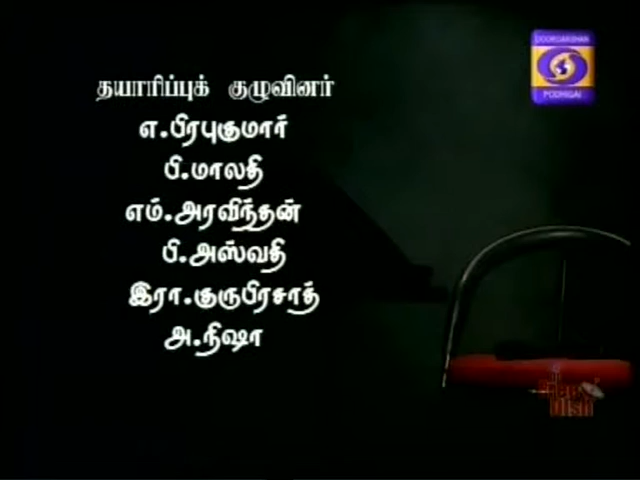 DOORDARSHAN
PODHIGAI
தயாரிப்புக் குழுவினர்
எ.பிரபுகுமார்
பி.மாலதி
எம்.அரவிந்தன்
பி.அஸ்வதி
இரா.குருபிரசாத்
அ.நிஷா